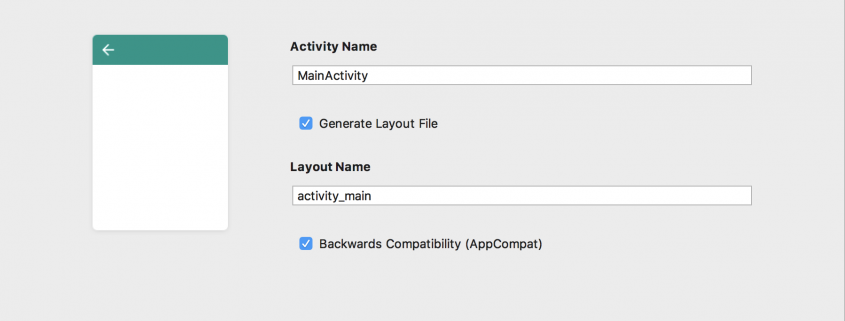 Activity Name
MainActivity
Generate Layout File
Layout Name
activity_main
Backwards Compatibility (AppCompat)